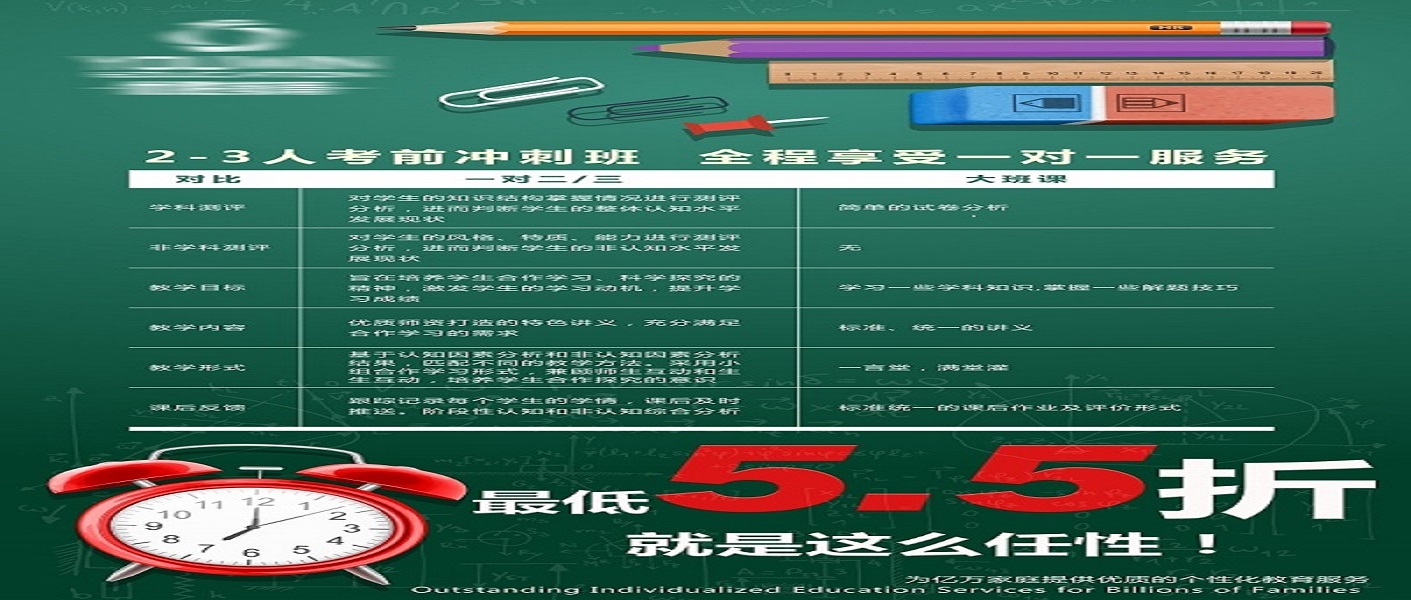 2-3人考前冲刺班 全程享受一对一服务
对比 一对二/三 大班课
学科测评
对学生的知识结构掌握情况进行测评
分析，进而判断学生的整体认知水平
发展现状
简单的试卷分析
非学科测评
对学生的风格、特质、能力进行测评
分析，进而判断学生的非认知水平发
展现状
无
教学目标
旨在培养学生合作学习、科学探究的
精神，激发学生的学习动机，提升学
习成绩
学习一些学科知识,掌握一些解题技巧
教学内容
优质师资打造的特色讲义，充分满足
合作学习的需求
标准、统一的讲义
教学形式
基于认知因素分析和非认知因素分析
结果，匹配不同的教学方法。采用小
组合作学习形式，兼顾师生互动和生
生互动，培养学生合作探究的意识
一言堂，满堂灌
课后反馈
跟踪记录每个学生的学情，课后及时
推送。阶段性认知和非认知综合分析
标准统一的课后作业及评价形式
最低5.5折
就是这么任性！
为亿万家庭提供优质的个性化教育服务
Outstanding Individualized Education Services for Billions of Families